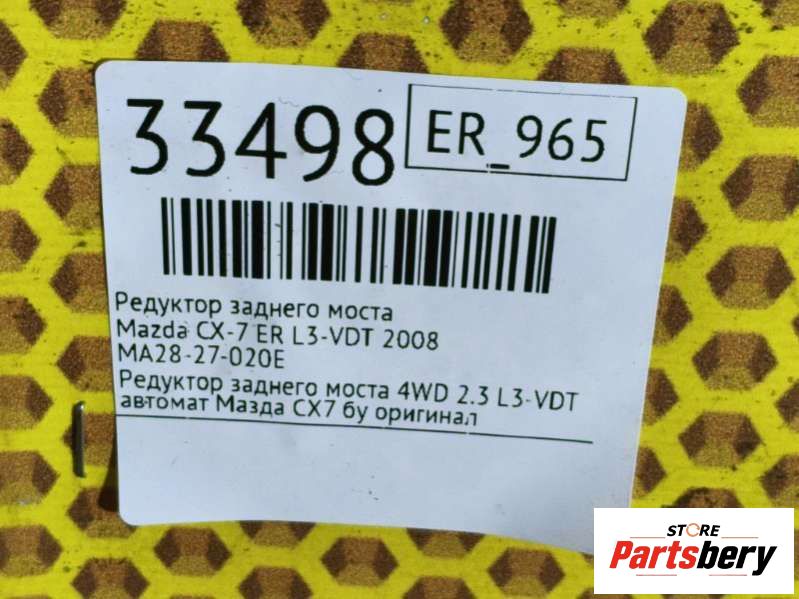 33498
ER_965
Редуктор заднего моста
Mazda CX-7 ER L3-VDT 2008
MA28-27-020E
Редуктор заднего моста 4WD 2.3 L3-VDT
автомат Мазда СХ7 бу оригинал
STORE
Partsbery